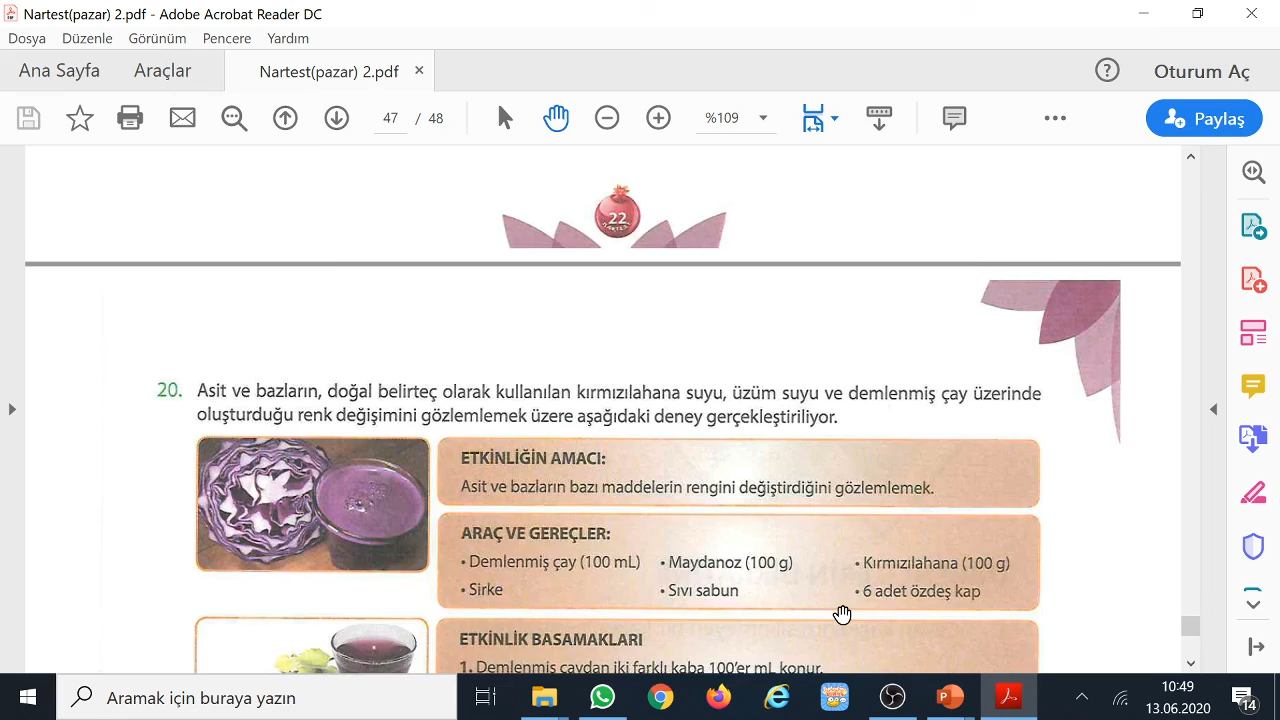 Nartest(pazar) 2.pdf - Adobe Acrobat Reader DC
Dosya Düzenle Görünüm Pencere Yardım
Ana Sayfa Araçlar Nartest(pazar) 2.pdf × Oturum Aç
47 / 48 %109 Paylaş
22
NARTEST
20. Asit ve bazların, doğal belirteç olarak kullanılan kırmızılahana suyu, üzüm suyu ve demlenmiş çay üzerinde
oluşturduğu renk değişimini gözlemlemek üzere aşağıdaki deney gerçekleştiriliyor.
ETKİNLİĞİN AMACI:
Asit ve bazların bazı maddelerin rengini değiştirdiğini gözlemlemek.
ARAÇ VE GEREÇLER:
• Demlenmiş çay (100 mL) • Maydanoz (100 g) • Kırmızılahana (100 g)
• Sirke • Sıvı sabun • 6 adet özdeş kap
ETKİNLİK BASAMAKLARI
1. Demlenmiş çaydan iki farklı kaba 100'er mL konur.
Aramak için buraya yazın
10:49
13.06.2020
14